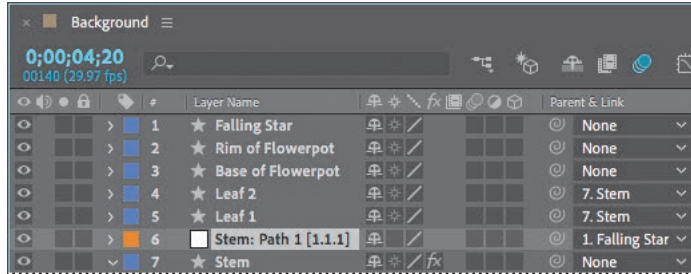 × Background ≡
0;00;04;20
00140 (29.97 fps)
# Layer Name fx Parent & Link
1 ★ Falling Star None
2 ★ Rim of Flowerpot None
3 ★ Base of Flowerpot None
4 ★ Leaf 2 7. Stem
5 ★ Leaf 1 7. Stem
6 Stem: Path 1 [1.1.1] 1. Falling Star
7 ★ Stem fx None